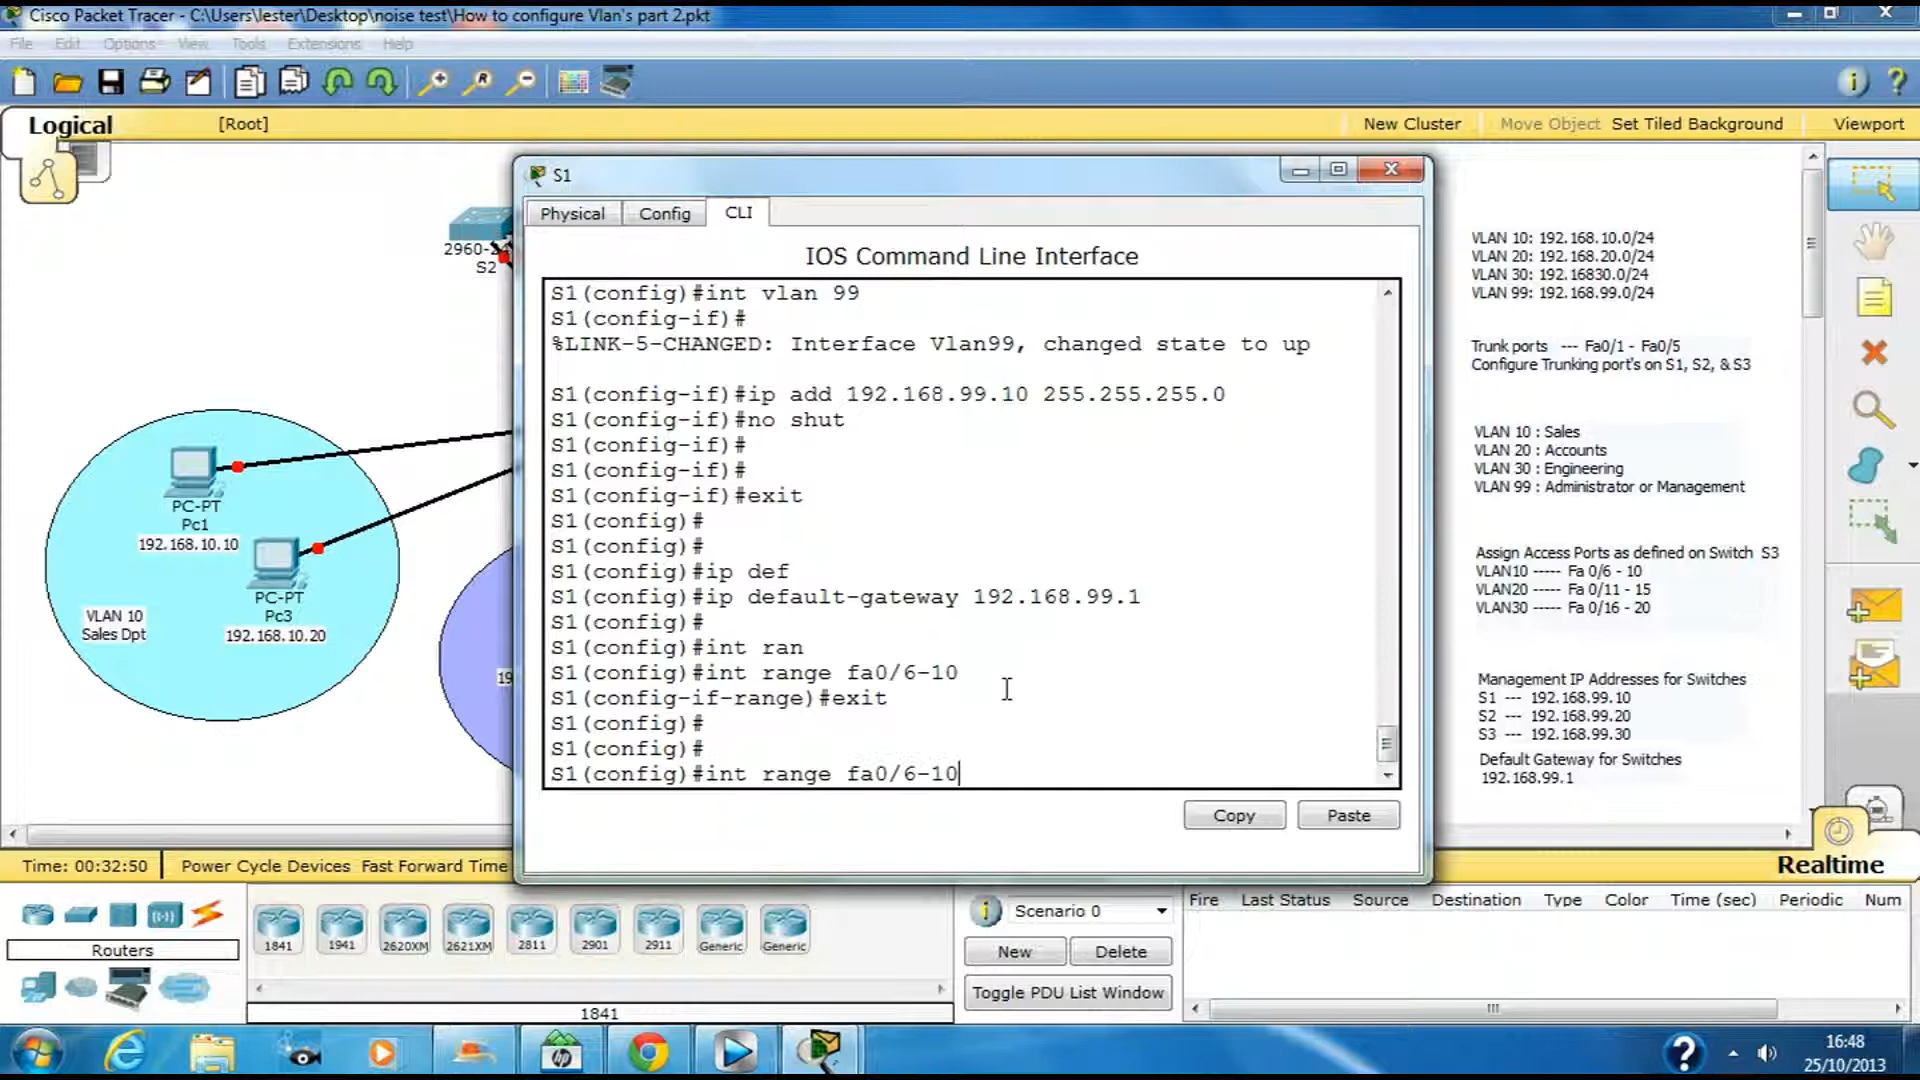 Cisco Packet Tracer - C:\Users\lester\Desktop\noise test\How to configure Vlan's part 2.pkt
File Edit Options View Tools Extensions Help
Logical
[Root]
New Cluster
Move Object
Set Tiled Background
Viewport
2960-24
S2
PC-PT
Pc1
192.168.10.10
PC-PT
Pc3
192.168.10.20
VLAN 10
Sales Dpt
19
S1
Physical
Config
CLI
IOS Command Line Interface
S1(config)#int vlan 99
S1(config-if)#
%LINK-5-CHANGED: Interface Vlan99, changed state to up
S1(config-if)#ip add 192.168.99.10 255.255.255.0
S1(config-if)#no shut
S1(config-if)#
S1(config-if)#
S1(config-if)#exit
S1(config)#
S1(config)#
S1(config)#ip def
S1(config)#ip default-gateway 192.168.99.1
S1(config)#
S1(config)#int ran
S1(config)#int range fa0/6-10
S1(config-if-range)#exit
S1(config)#
S1(config)#
S1(config)#int range fa0/6-10
Copy
Paste
VLAN 10: 192.168.10.0/24
VLAN 20: 192.168.20.0/24
VLAN 30: 192.16830.0/24
VLAN 99: 192.168.99.0/24
Trunk ports --- Fa0/1 - Fa0/5
Configure Trunking port's on S1, S2, & S3
VLAN 10 : Sales
VLAN 20 : Accounts
VLAN 30 : Engineering
VLAN 99 : Administrator or Management
Assign Access Ports as defined on Switch S3
VLAN10 ----- Fa 0/6 - 10
VLAN20 ----- Fa 0/11 - 15
VLAN30 ----- Fa 0/16 - 20
Management IP Addresses for Switches
S1 --- 192.168.99.10
S2 --- 192.168.99.20
S3 --- 192.168.99.30
Default Gateway for Switches
192.168.99.1
Time: 00:32:50
Power Cycle Devices Fast Forward Time
Realtime
Routers
1841
1941
2620XM
2621XM
2811
2901
2911
Generic
Generic
1841
Scenario 0
New
Delete
Toggle PDU List Window
Fire Last Status Source Destination Type Color Time (sec) Periodic Num
16:48
25/10/2013